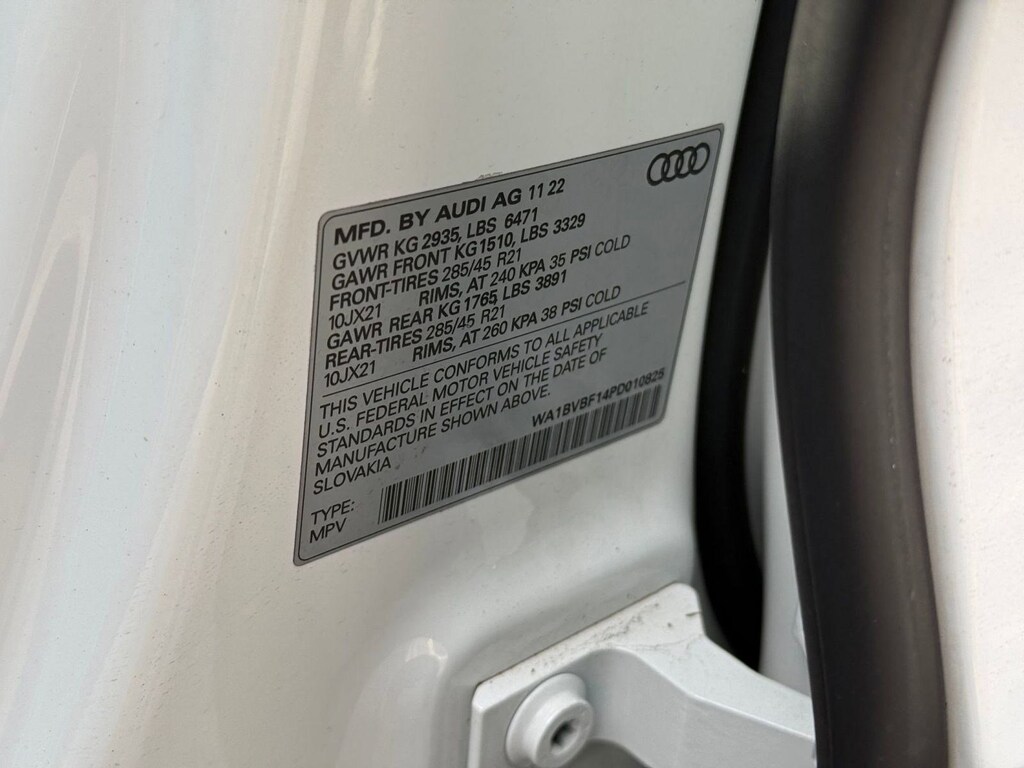 MFD. BY AUDI AG 11 22
GVWR KG 2935, LBS 6471
GAWR FRONT KG1510, LBS 3329
FRONT-TIRES 285/45 R21
10JX21 RIMS, AT 240 KPA 35 PSI COLD
GAWR REAR KG1765, LBS 3891
REAR-TIRES 285/45 R21
10JX21 RIMS, AT 260 KPA 38 PSI COLD
THIS VEHICLE CONFORMS TO ALL APPLICABLE
U.S. FEDERAL MOTOR VEHICLE SAFETY
STANDARDS IN EFFECT ON THE DATE OF
MANUFACTURE SHOWN ABOVE.
SLOVAKIA
WA1BVBF14PD010825
TYPE:
MPV